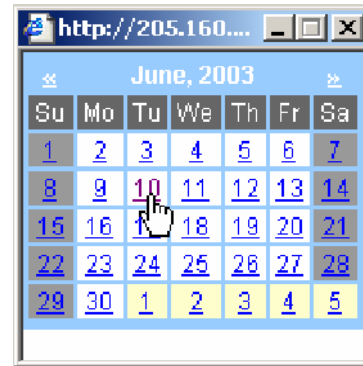 http://205.160....
« June, 2003 »
Su Mo Tu We Th Fr Sa
1 2 3 4 5 6 7
8 9 10 11 12 13 14
15 16 18 19 20 21
22 23 24 25 26 27 28
29 30 1 2 3 4 5